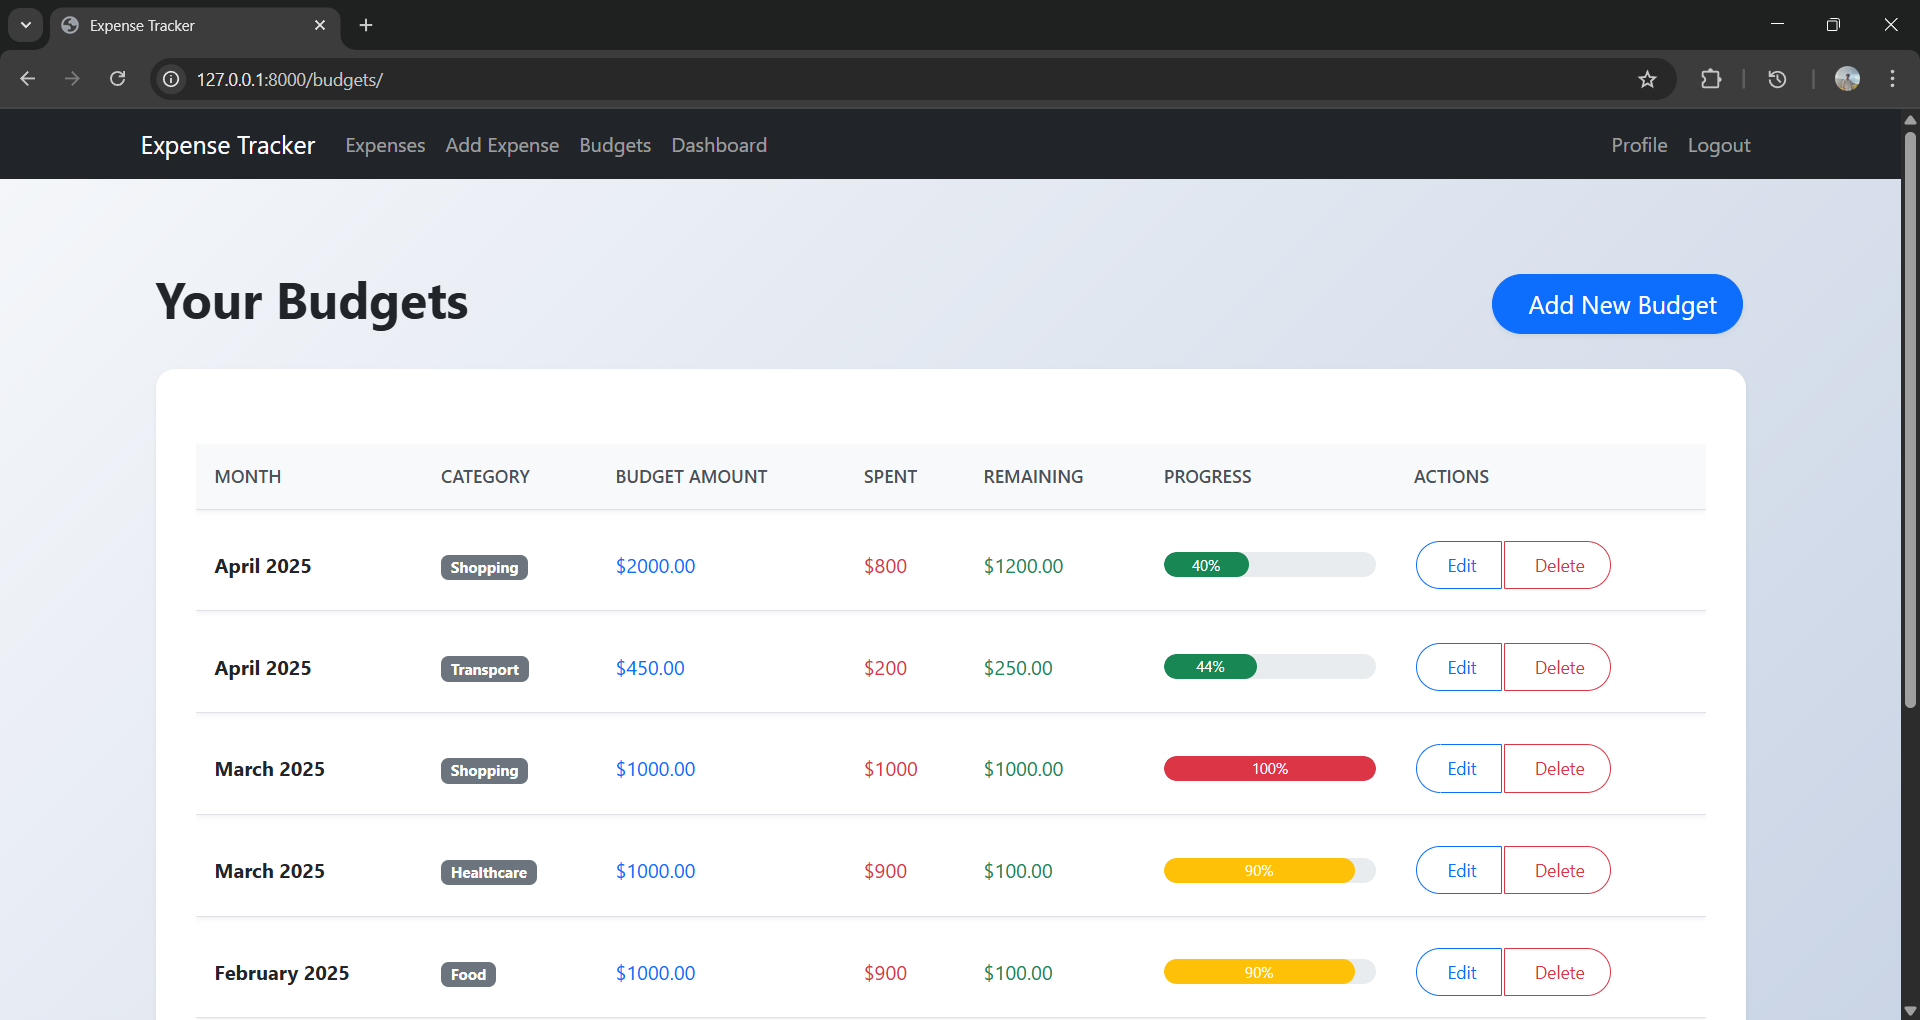 Expense Tracker
127.0.0.1:8000/budgets/
Expense Tracker Expenses Add Expense Budgets Dashboard Profile Logout
Your Budgets Add New Budget
MONTH CATEGORY BUDGET AMOUNT SPENT REMAINING PROGRESS ACTIONS
April 2025 Shopping $2000.00 $800 $1200.00 40% Edit Delete
April 2025 Transport $450.00 $200 $250.00 44% Edit Delete
March 2025 Shopping $1000.00 $1000 $1000.00 100% Edit Delete
March 2025 Healthcare $1000.00 $900 $100.00 90% Edit Delete
February 2025 Food $1000.00 $900 $100.00 90% Edit Delete